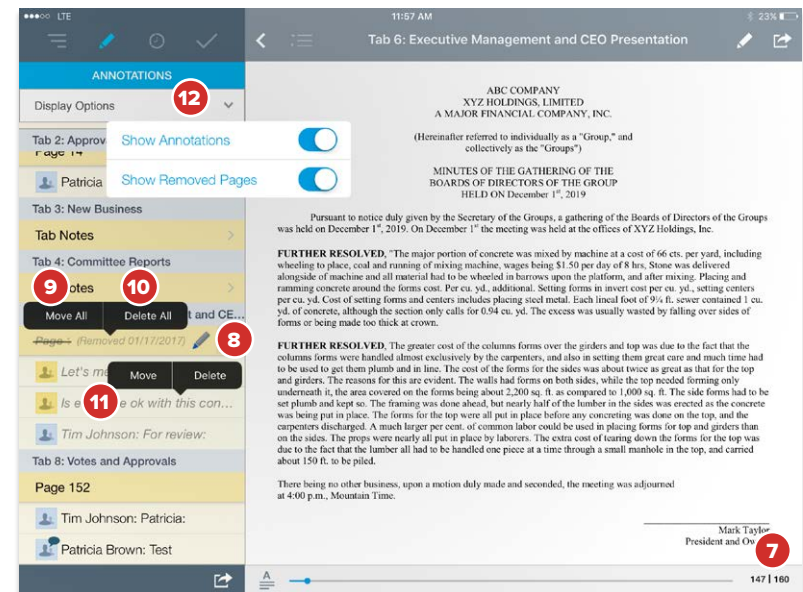 LTE
11:57 AM
23%
Tab 6: Executive Management and CEO Presentation
ANNOTATIONS
12
Display Options
Show Annotations
Show Removed Pages
Tab 2: Approv
Page 14
Patricia
Tab 3: New Business
Tab Notes
Tab 4: Committee Reports
otes
9
10
Move All
Delete All
t and CE...
Page 1 (Removed 01/17/2017)
8
Let's me
Move
Delete
11
Is e e ok with this con...
Tim Johnson: For review:
Tab 8: Votes and Approvals
Page 152
Tim Johnson: Patricia:
Patricia Brown: Test
ABC COMPANY
XYZ HOLDINGS, LIMITED
A MAJOR FINANCIAL COMPANY, INC.
(Hereinafter referred to individually as a "Group," and
collectively as the "Groups")
MINUTES OF THE GATHERING OF THE
BOARDS OF DIRECTORS OF THE GROUP
HELD ON December 1st, 2019
Pursuant to notice duly given by the Secretary of the Groups, a gathering of the Boards of Directors of the Groups
was held on December 1st, 2019. On December 1st the meeting was held at the offices of XYZ Holdings, Inc.
FURTHER RESOLVED, "The major portion of concrete was mixed by machine at a cost of 66 cts. per yard, including
wheeling to place, coal and running of mixing machine, wages being $1.50 per day of 8 hrs, Stone was delivered
alongside of machine and all material had to be wheeled in barrows upon the platform, and after mixing. Placing and
ramming concrete around the forms cost. Per cu. yd., additional. Setting forms in invert cost per cu. yd., setting centers
per cu. yd. Cost of setting forms and centers includes placing steel metal. Each lineal foot of 9¼ ft. sewer contained 1 cu.
yd. of concrete, although the section only calls for 0.94 cu. yd. The excess was usually wasted by falling over sides of
forms or being made too thick at crown.
FURTHER RESOLVED, The greater cost of the columns forms over the girders and top was due to the fact that the
columns forms were handled almost exclusively by the carpenters, and also in setting them great care and much time had
to be used to get them plumb and in line. The cost of the forms for the sides was about twice as great as that for the top
and girders. The reasons for this are evident. The walls had forms on both sides, while the top needed forming only
underneath it, the area covered on the forms being about 2,200 sq. ft. as compared to 1,000 sq. ft. The side forms had to be
set plumb and kept so. The framing was done ahead, but nearly half of the lumber in the sides was erected as the concrete
was being put in place. The forms for the top were all put in place before any concreting was done on the top, and the
carpenters discharged. A much larger per cent. of common labor could be used in placing forms for top and girders than
on the sides. The props were nearly all put in place by laborers. The extra cost of tearing down the forms for the top was
due to the fact that the lumber all had to be handled one piece at a time through a small manhole in the top, and carried
about 150 ft. to be piled.
There being no other business, upon a motion duly made and seconded, the meeting was adjourned
at 4:00 p.m., Mountain Time.
Mark Taylor
President and Ow
7
A
147 | 160